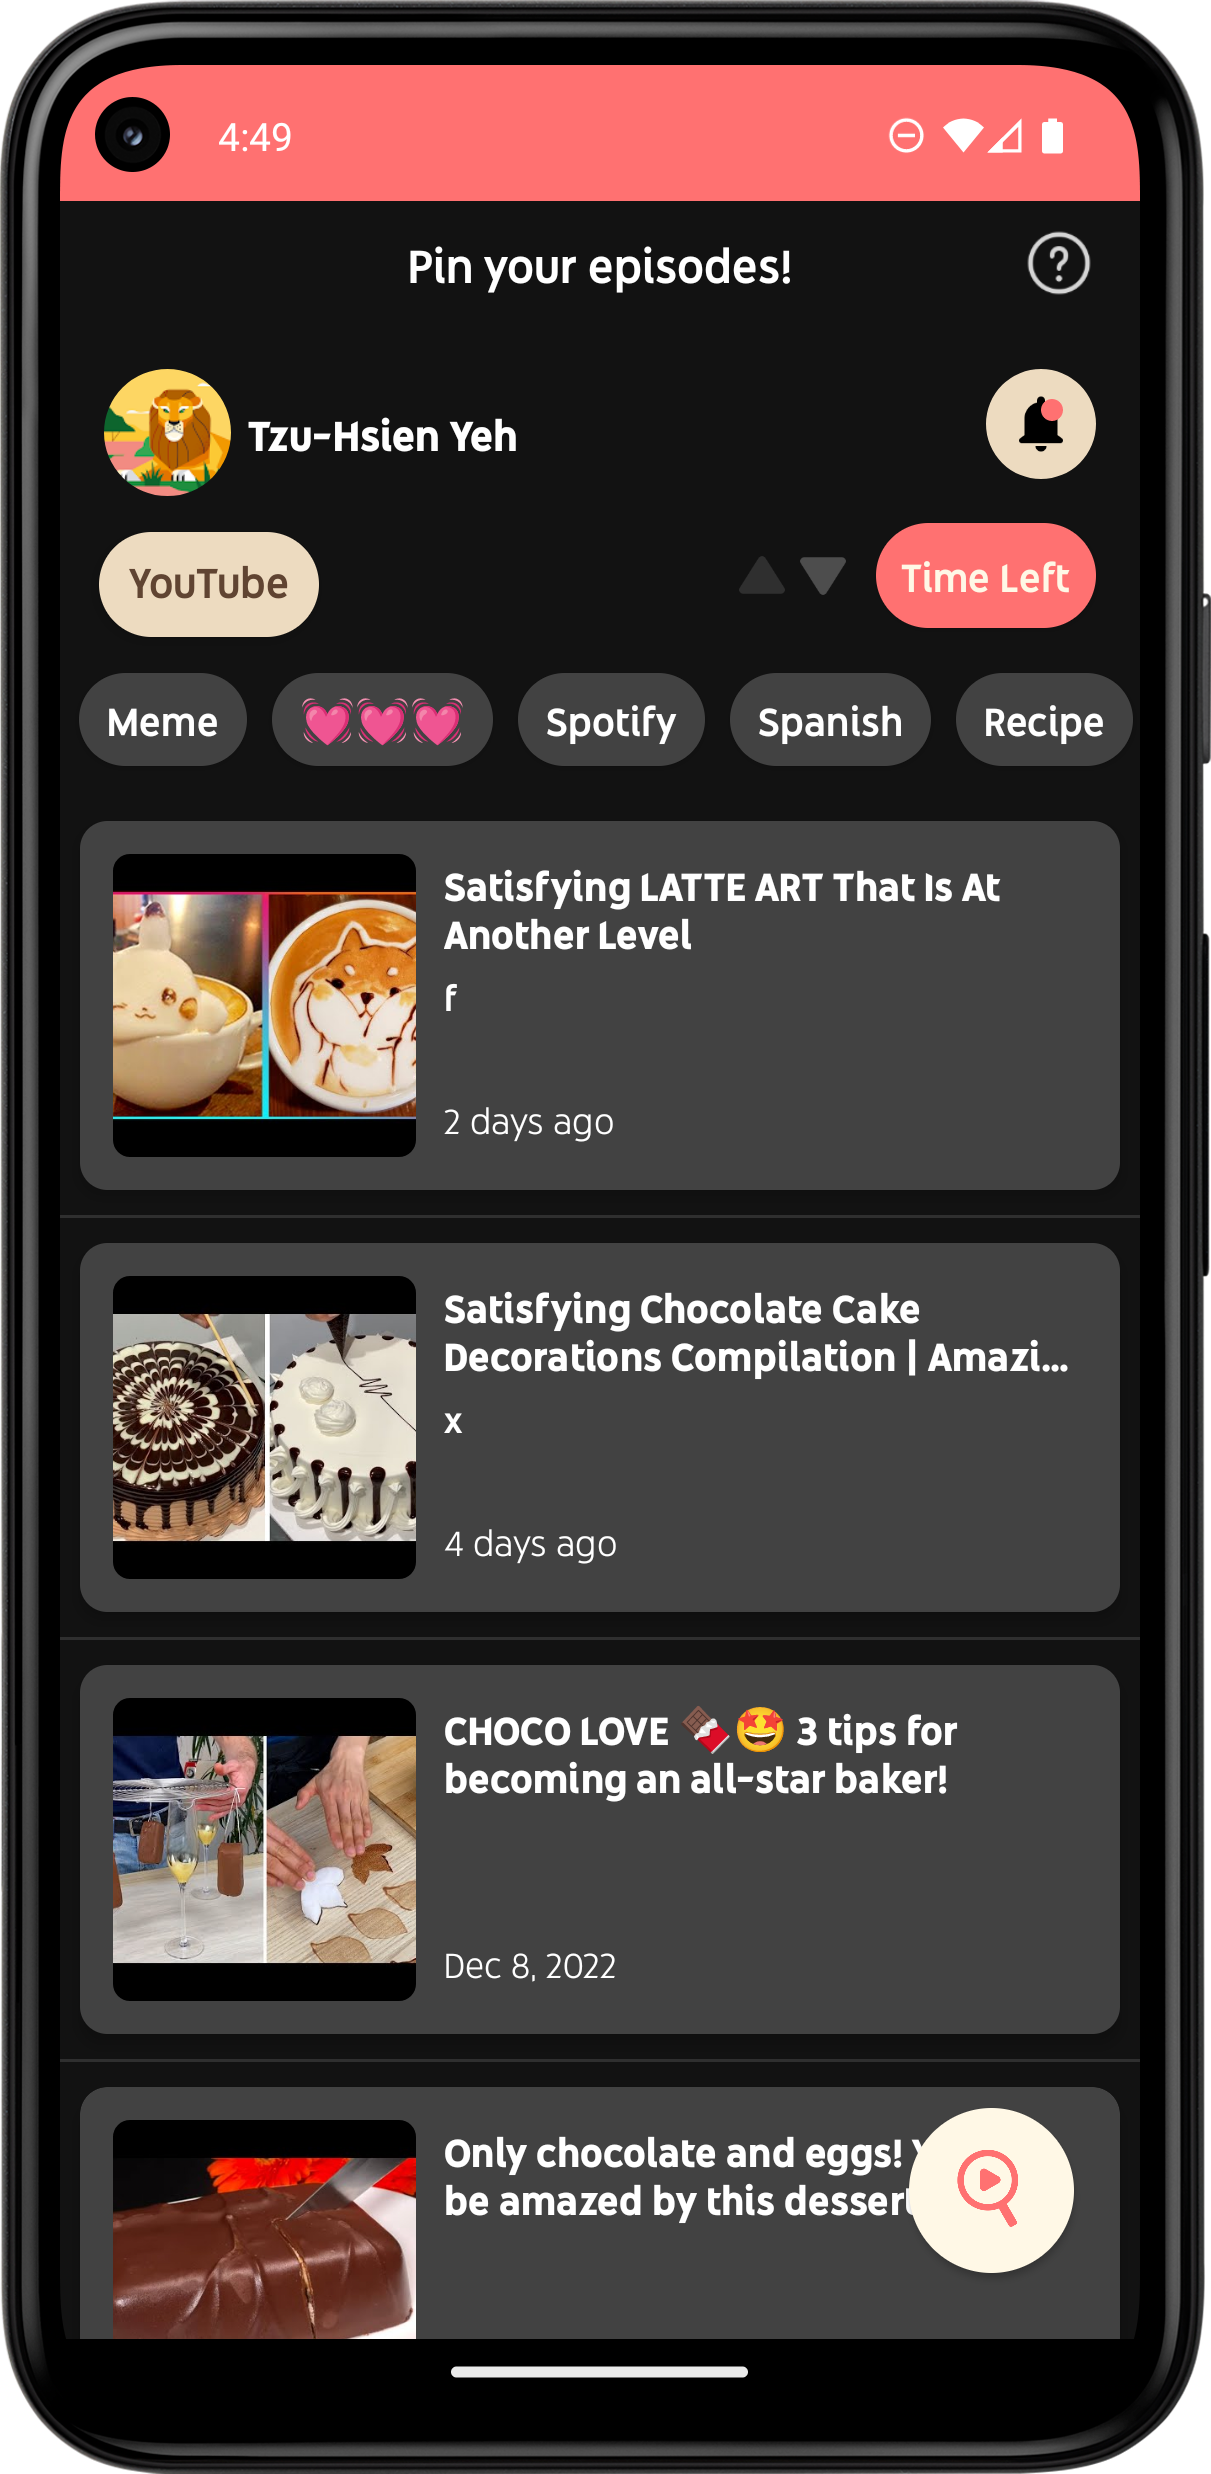 4:49
Pin your episodes!
?
Tzu-Hsien Yeh
YouTube
Time Left
Meme
💓💓💓
Spotify
Spanish
Recipe
Satisfying LATTE ART That Is At
Another Level
f
2 days ago
Satisfying Chocolate Cake
Decorations Compilation | Amazi...
x
4 days ago
CHOCO LOVE 🍫🤩 3 tips for
becoming an all-star baker!
Dec 8, 2022
Only chocolate and eggs!
be amazed by this dessert